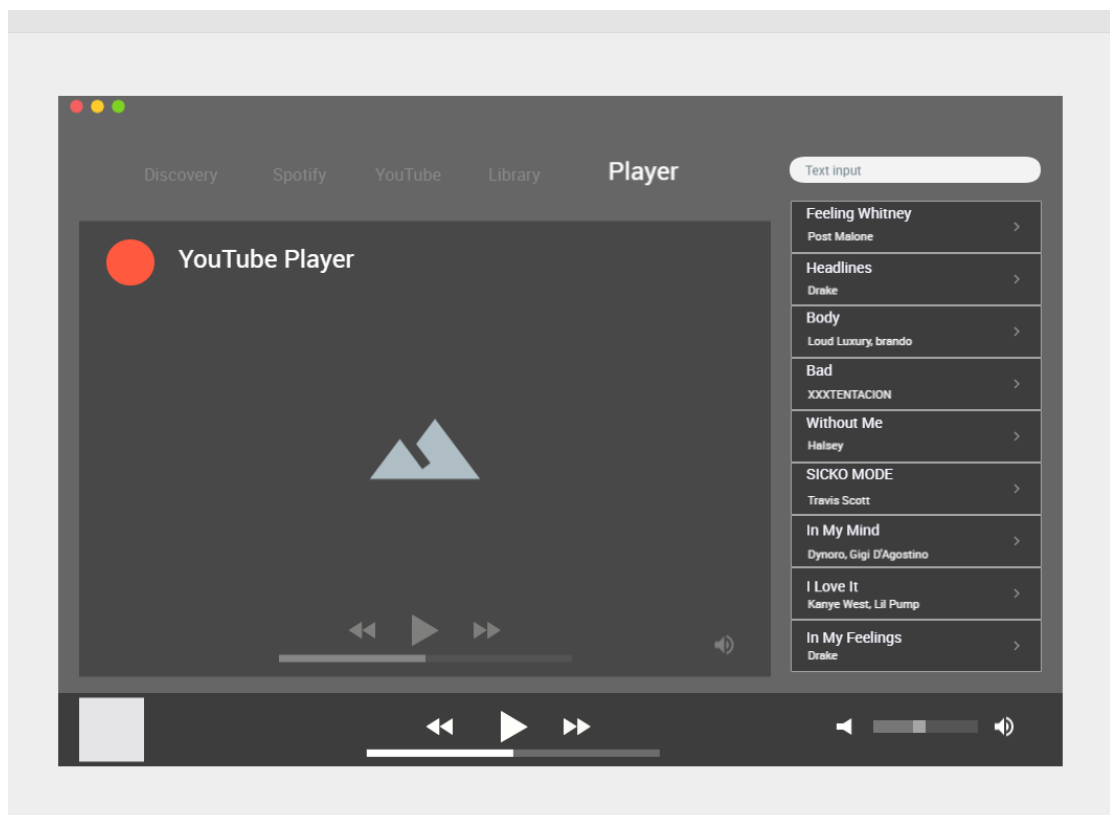 Discovery Spotify YouTube Library Player
Text input
YouTube Player
Feeling Whitney
Post Malone
Headlines
Drake
Body
Loud Luxury, brando
Bad
XXXTENTACION
Without Me
Halsey
SICKO MODE
Travis Scott
In My Mind
Dynoro, Gigi D'Agostino
I Love It
Kanye West, Lil Pump
In My Feelings
Drake